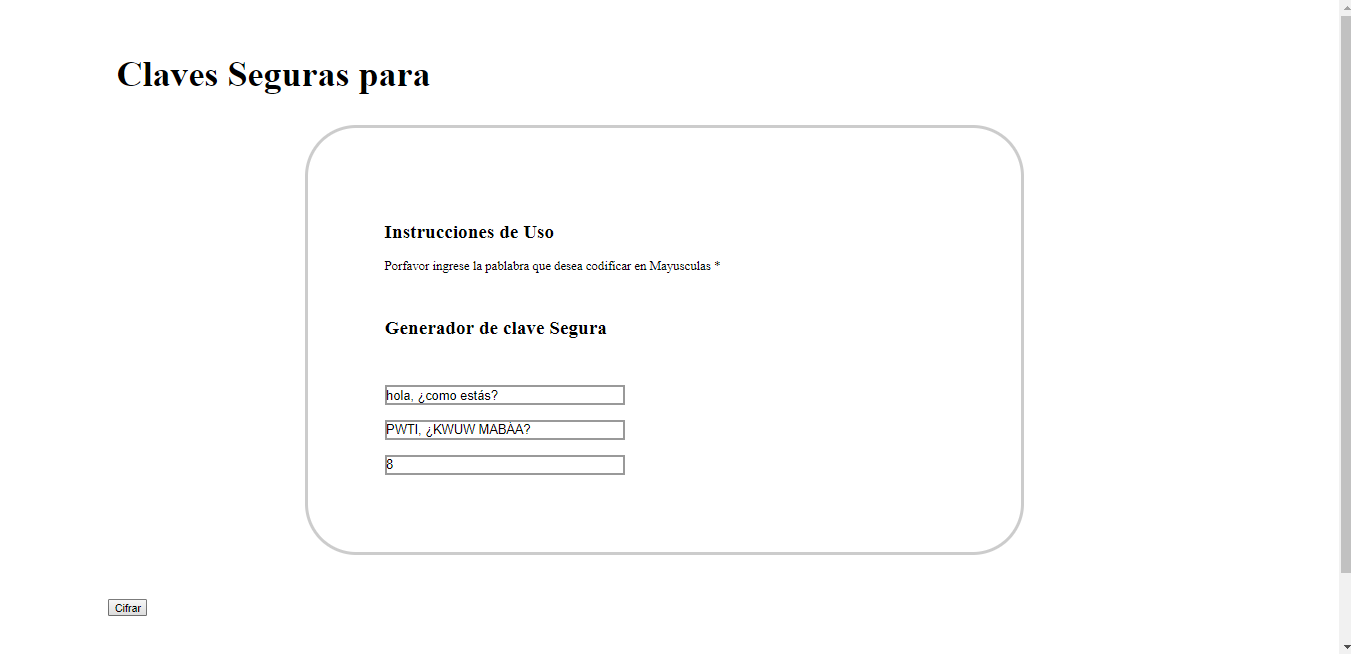 Claves Seguras para
Instrucciones de Uso
Porfavor ingrese la pablabra que desea codificar en Mayusculas *
Generador de clave Segura
hola, ¿como estás?
PWTI, ¿KWUW MABÁA?
8
Cifrar